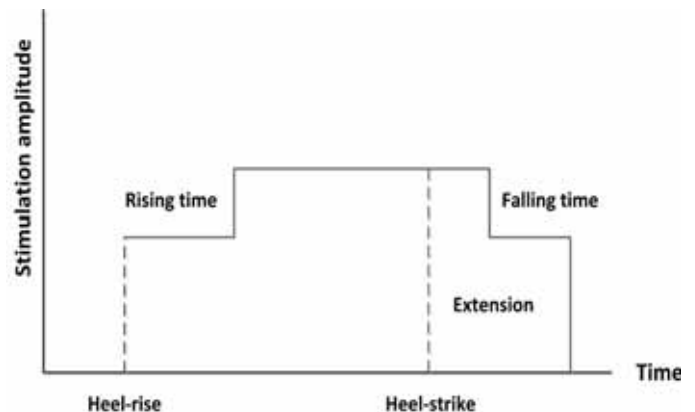 Stimulation amplitude
Rising time
Falling time
Extension
Time
Heel-rise
Heel-strike